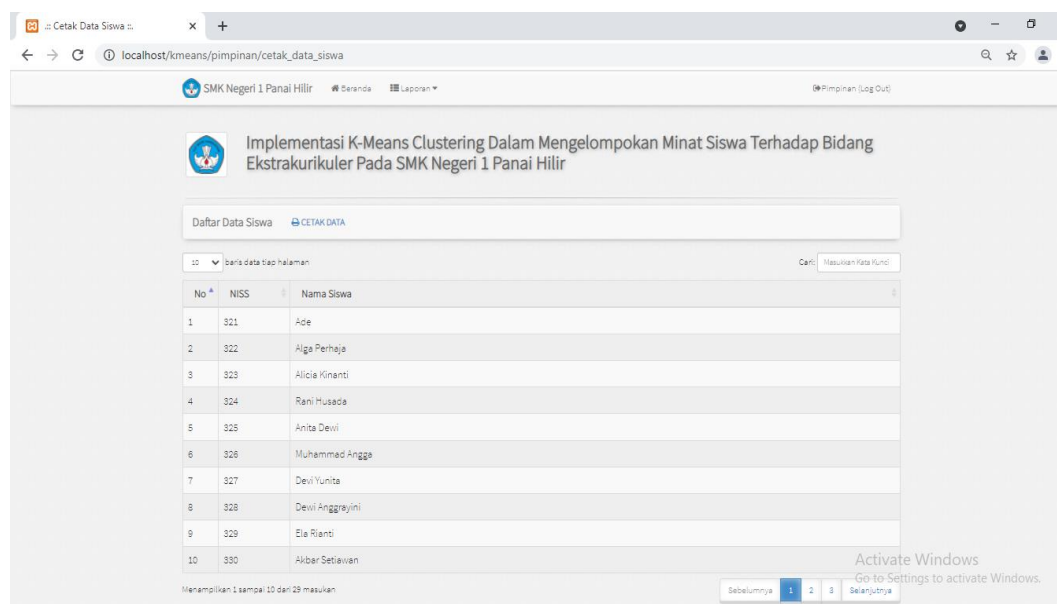 .:: Cetak Data Siswa ::.
localhost/kmeans/pimpinan/cetak_data_siswa
SMK Negeri 1 Panai Hilir Beranda Laporan Pimpinan (Log Out)
Implementasi K-Means Clustering Dalam Mengelompokan Minat Siswa Terhadap Bidang
Ekstrakurikuler Pada SMK Negeri 1 Panai Hilir
Daftar Data Siswa CETAK DATA
10 baris data tiap halaman Cari: Masukkan Kata Kunci
No NISS Nama Siswa
1 321 Ade
2 322 Alga Perhaja
3 323 Alicia Kinanti
4 324 Rani Husada
5 325 Anita Dewi
6 326 Muhammad Angga
7 327 Devi Yunita
8 328 Dewi Anggrayini
9 329 Ela Rianti
10 330 Akbar Setiawan
Menampilkan 1 sampai 10 dari 29 masukan
Sebelumnya 1 2 3 Selanjutnya
Activate Windows
Go to Settings to activate Windows.